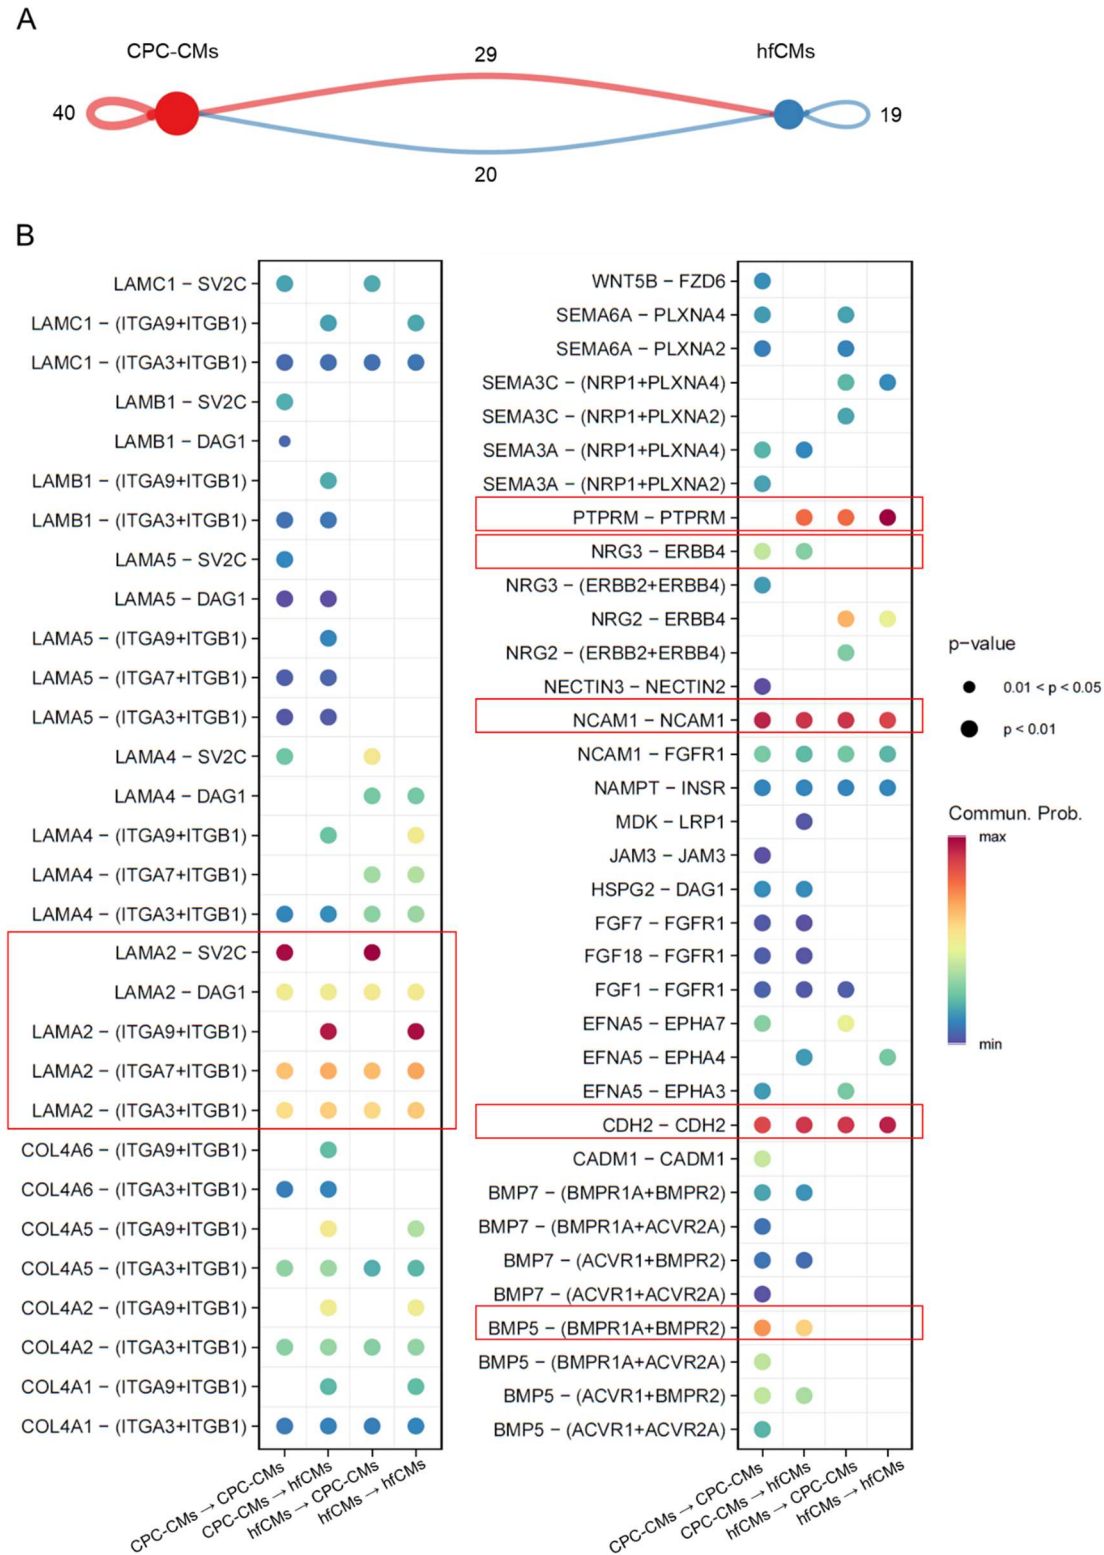 A
CPC-CMs
29
hfCMs
40
19
20
B
LAMC1 − SV2C
LAMC1 − (ITGA9+ITGB1)
LAMC1 − (ITGA3+ITGB1)
LAMB1 − SV2C
LAMB1 − DAG1
LAMB1 − (ITGA9+ITGB1)
LAMB1 − (ITGA3+ITGB1)
LAMA5 − SV2C
LAMA5 − DAG1
LAMA5 − (ITGA9+ITGB1)
LAMA5 − (ITGA7+ITGB1)
LAMA5 − (ITGA3+ITGB1)
LAMA4 − SV2C
LAMA4 − DAG1
LAMA4 − (ITGA9+ITGB1)
LAMA4 − (ITGA7+ITGB1)
LAMA4 − (ITGA3+ITGB1)
LAMA2 − SV2C
LAMA2 − DAG1
LAMA2 − (ITGA9+ITGB1)
LAMA2 − (ITGA7+ITGB1)
LAMA2 − (ITGA3+ITGB1)
COL4A6 − (ITGA9+ITGB1)
COL4A6 − (ITGA3+ITGB1)
COL4A5 − (ITGA9+ITGB1)
COL4A5 − (ITGA3+ITGB1)
COL4A2 − (ITGA9+ITGB1)
COL4A2 − (ITGA3+ITGB1)
COL4A1 − (ITGA9+ITGB1)
COL4A1 − (ITGA3+ITGB1)
CPC-CMs → CPC-CMs
CPC-CMs → hfCMs
hfCMs → CPC-CMs
hfCMs → hfCMs
WNT5B − FZD6
SEMA6A − PLXNA4
SEMA6A − PLXNA2
SEMA3C − (NRP1+PLXNA4)
SEMA3C − (NRP1+PLXNA2)
SEMA3A − (NRP1+PLXNA4)
SEMA3A − (NRP1+PLXNA2)
PTPRM − PTPRM
NRG3 − ERBB4
NRG3 − (ERBB2+ERBB4)
NRG2 − ERBB4
NRG2 − (ERBB2+ERBB4)
NECTIN3 − NECTIN2
NCAM1 − NCAM1
NCAM1 − FGFR1
NAMPT − INSR
MDK − LRP1
JAM3 − JAM3
HSPG2 − DAG1
FGF7 − FGFR1
FGF18 − FGFR1
FGF1 − FGFR1
EFNA5 − EPHA7
EFNA5 − EPHA4
EFNA5 − EPHA3
CDH2 − CDH2
CADM1 − CADM1
BMP7 − (BMPR1A+BMPR2)
BMP7 − (BMPR1A+ACVR2A)
BMP7 − (ACVR1+BMPR2)
BMP7 − (ACVR1+ACVR2A)
BMP5 − (BMPR1A+BMPR2)
BMP5 − (BMPR1A+ACVR2A)
BMP5 − (ACVR1+BMPR2)
BMP5 − (ACVR1+ACVR2A)
CPC-CMs → CPC-CMs
CPC-CMs → hfCMs
hfCMs → CPC-CMs
hfCMs → hfCMs
p−value
0.01 < p < 0.05
p < 0.01
Commun. Prob.
max
min